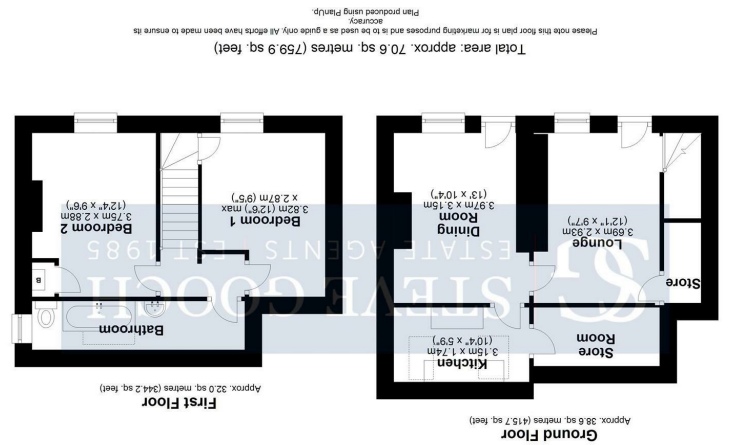 Ground Floor
Approx. 38.6 sq. metres (415.7 sq. feet)
Store
Room
Kitchen
3.15m x 1.74m
(10'4" x 5'9")
Store
Lounge
3.69m x 2.93m
(12'1" x 9'7")
Dining
Room
3.97m x 3.15m
(13' x 10'4")
First Floor
Approx. 32.0 sq. metres (344.2 sq. feet)
Bathroom
B
Bedroom 1
3.82m (12'6") max
x 2.87m (9'5")
Bedroom 2
3.75m x 2.88m
(12'4" x 9'6")
SG
STEVE GOOCH
ESTATE AGENTS | EST 1985
Total area: approx. 70.6 sq. metres (759.9 sq. feet)
Please note this floor plan is for marketing purposes and is to be used as a guide only. All efforts have been made to ensure its
accuracy.
Plan produced using PlanUp.